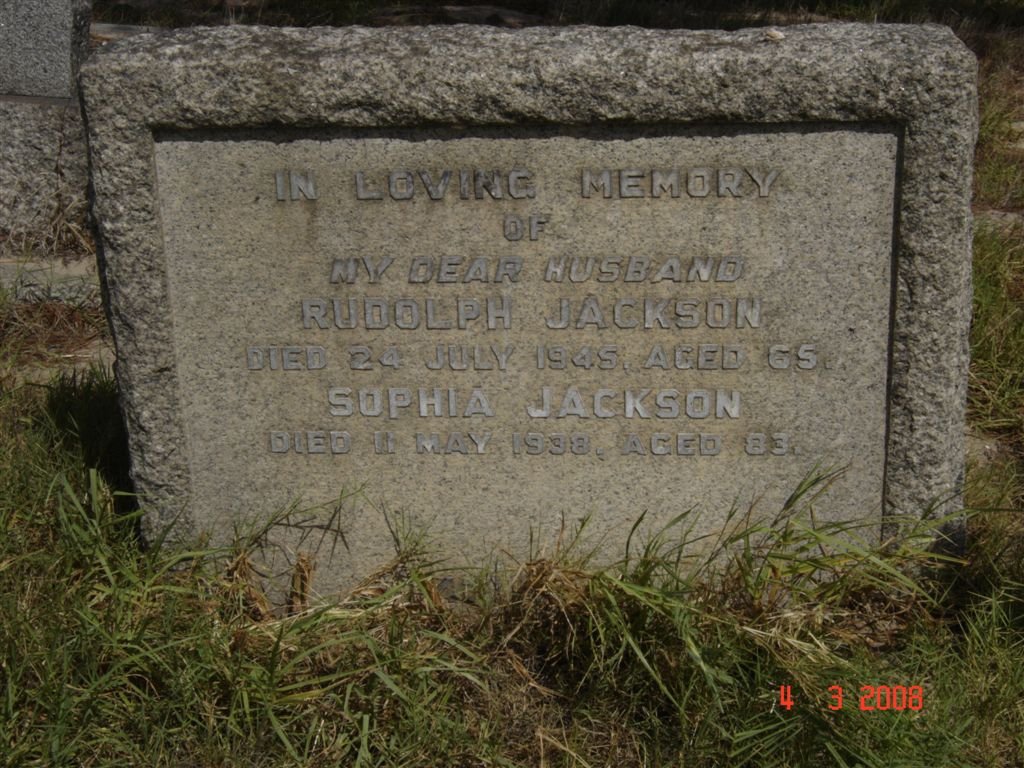 IN LOVING MEMORY
OF
MY DEAR HUSBAND
RUDOLPH JACKSON
DIED 24 JULY 1945. AGED 65.
SOPHIA JACKSON
DIED 11 MAY 1938. AGED 83.
4 3 2008